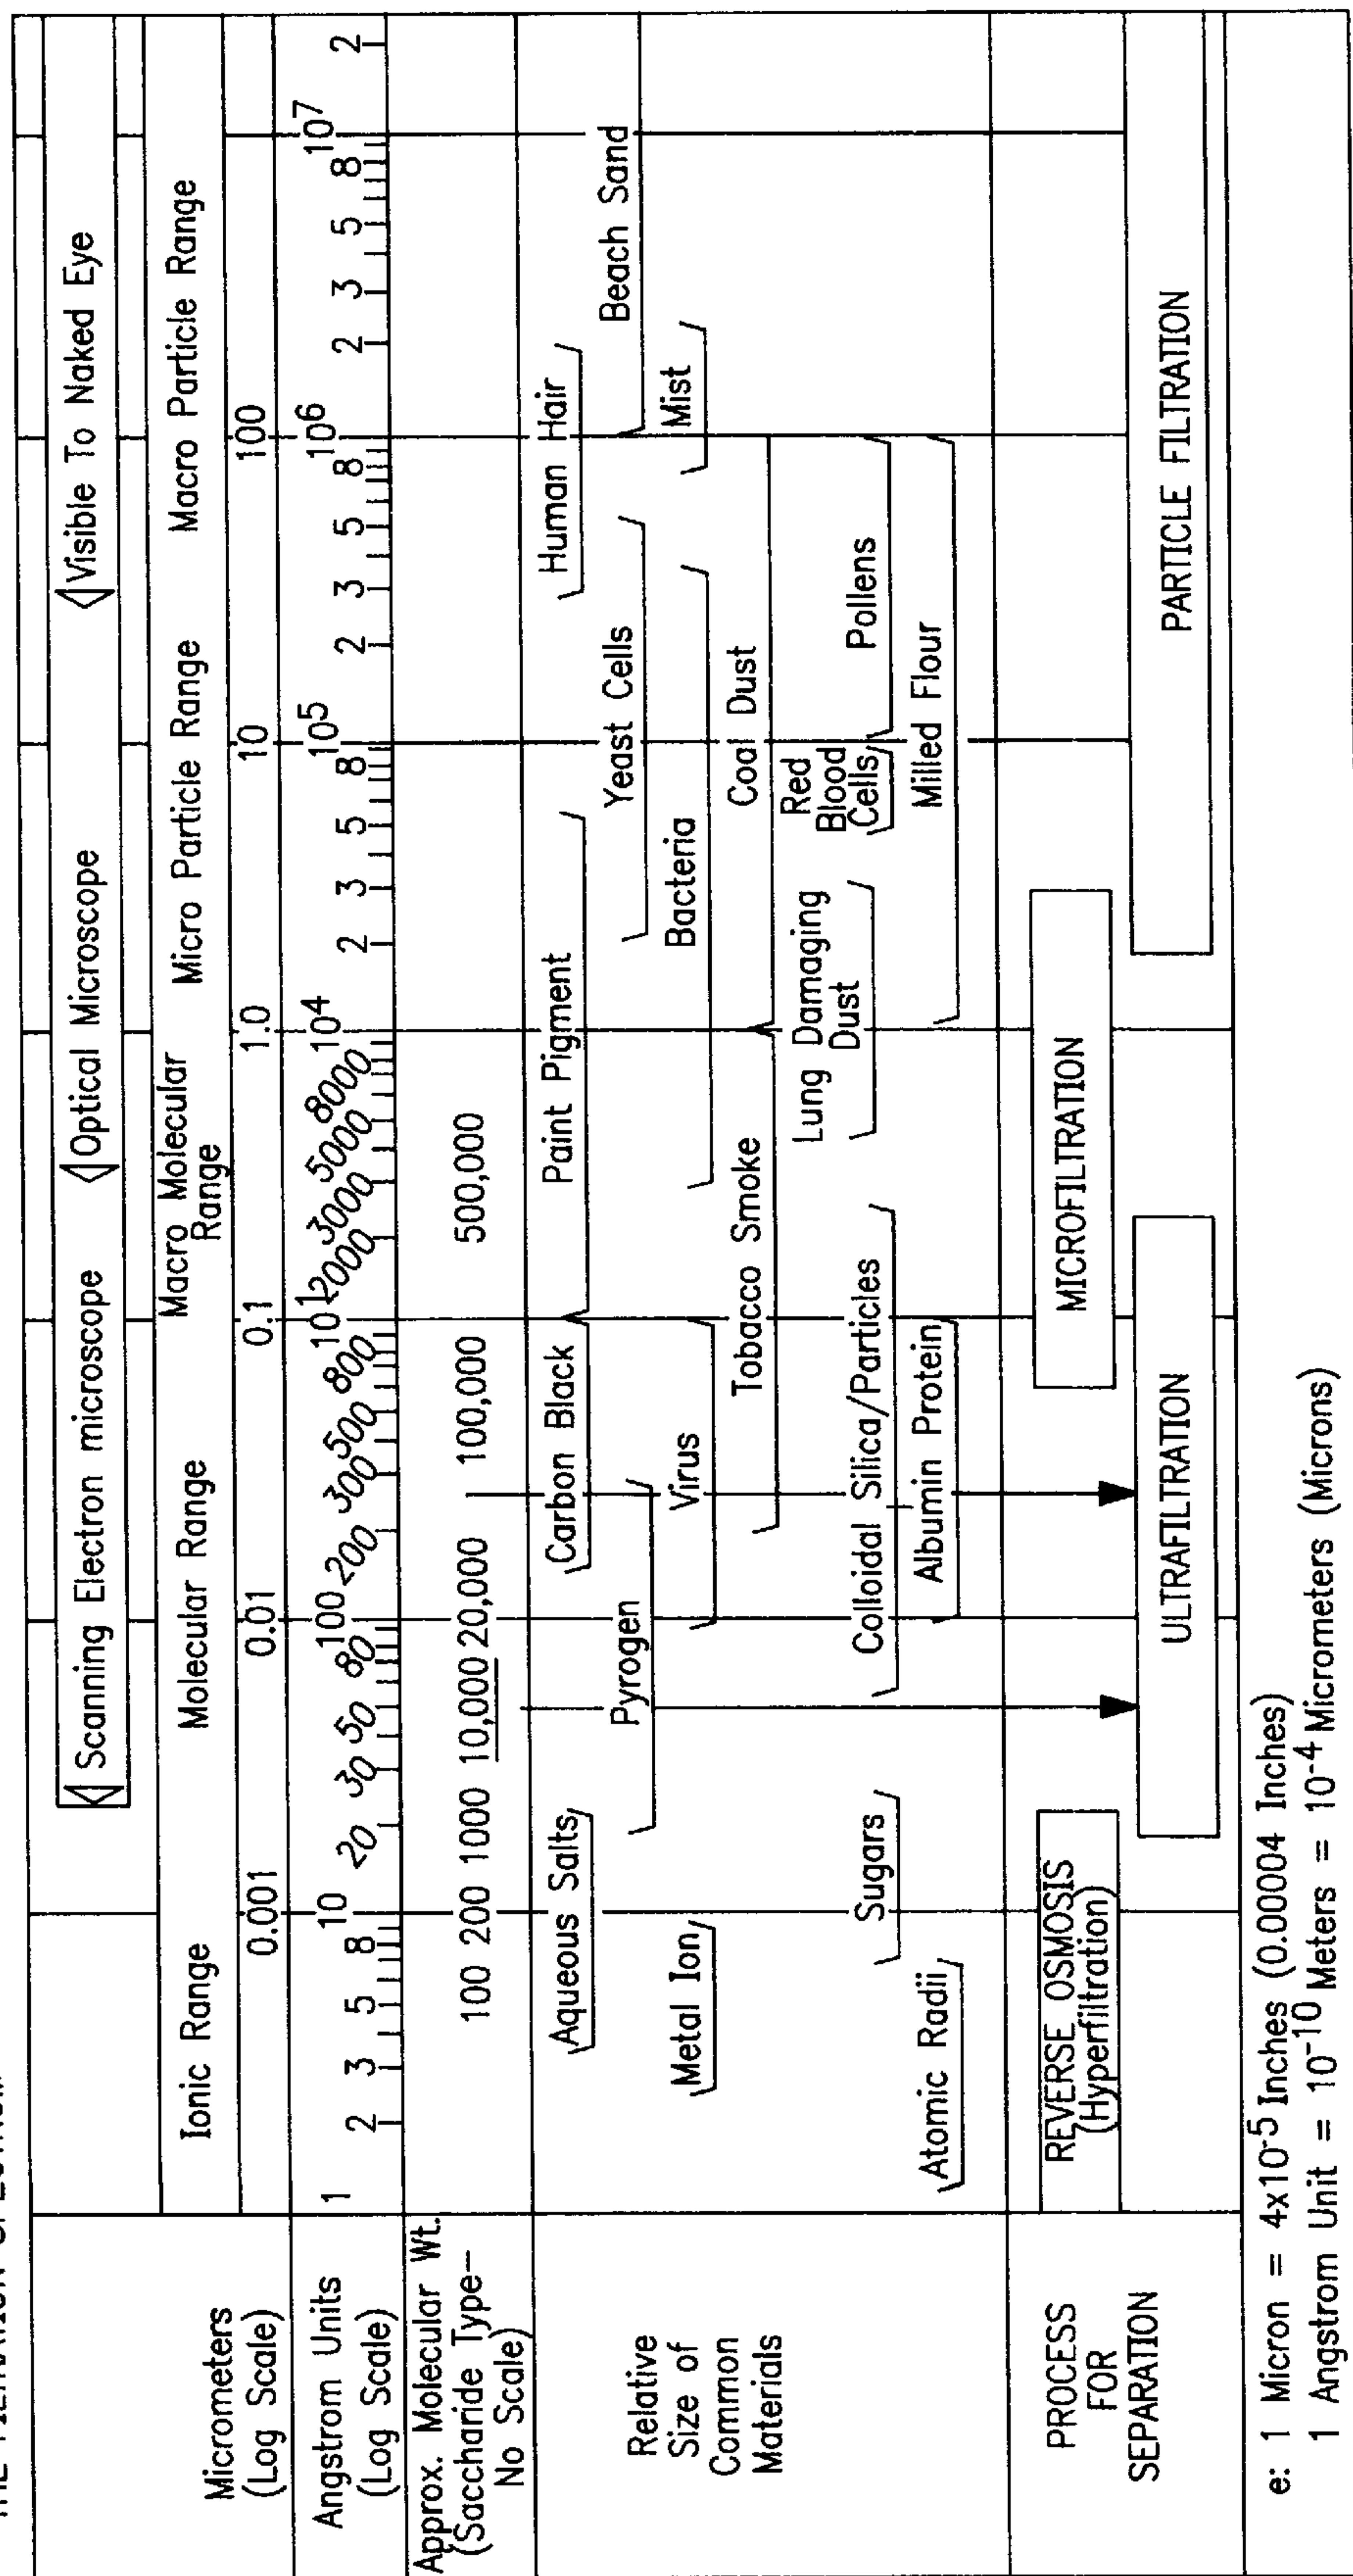 Scanning Electron microscope
Optical Microscope
Visible To Naked Eye
Ionic Range
Molecular Range
Macro Molecular
Range
Micro Particle Range
Macro Particle Range
Micrometers
(Log Scale)
0.001 0.01 0.1 1.0 10 100
Angstrom Units
(Log Scale)
1 2 3 5 8 10 20 30 50 80 100 200 300 500 800 10 2000 3000 5000 8000 10⁴ 2 3 5 8 10⁵ 2 3 5 8 10⁶ 2 3 5 8 10⁷ 2
Approx. Molecular Wt.
(Saccharide Type–
No Scale)
100 200 1000 10,000 20,000 100,000 500,000
Relative
Size of
Common
Materials
Aqueous Salts
Carbon Black
Paint Pigment
Human Hair
Pyrogen
Yeast Cells
Beach Sand
Metal Ion
Virus
Bacteria
Mist
Tobacco Smoke
Coal Dust
Lung Damaging
Dust
Red
Blood
Cells
Pollens
Sugars
Colloidal Silica/Particles
Atomic Radii
Albumin Protein
Milled Flour
PROCESS
FOR
SEPARATION
REVERSE OSMOSIS
(Hyperfiltration)
MICROFILTRATION
ULTRAFILTRATION
PARTICLE FILTRATION
e: 1 Micron = 4x10⁻⁵ Inches (0.00004 Inches)
1 Angstrom Unit = 10⁻¹⁰ Meters = 10⁻⁴ Micrometers (Microns)